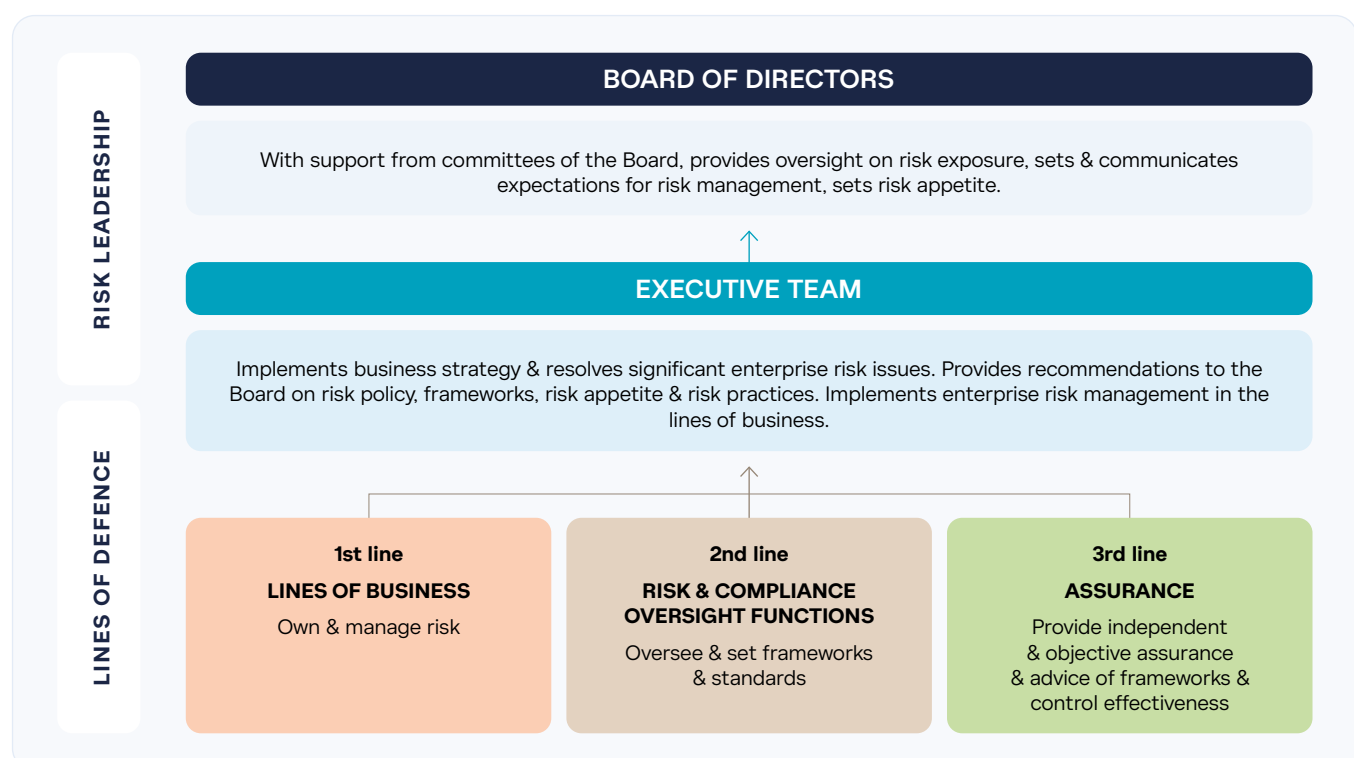 RISK LEADERSHIP
BOARD OF DIRECTORS
With support from committees of the Board, provides oversight on risk exposure, sets & communicates
expectations for risk management, sets risk appetite.
EXECUTIVE TEAM
Implements business strategy & resolves significant enterprise risk issues. Provides recommendations to the
Board on risk policy, frameworks, risk appetite & risk practices. Implements enterprise risk management in the
lines of business.
LINES OF DEFENCE
1st line
LINES OF BUSINESS
Own & manage risk
2nd line
RISK & COMPLIANCE
OVERSIGHT FUNCTIONS
Oversee & set frameworks
& standards
3rd line
ASSURANCE
Provide independent
& objective assurance
& advice of frameworks &
control effectiveness